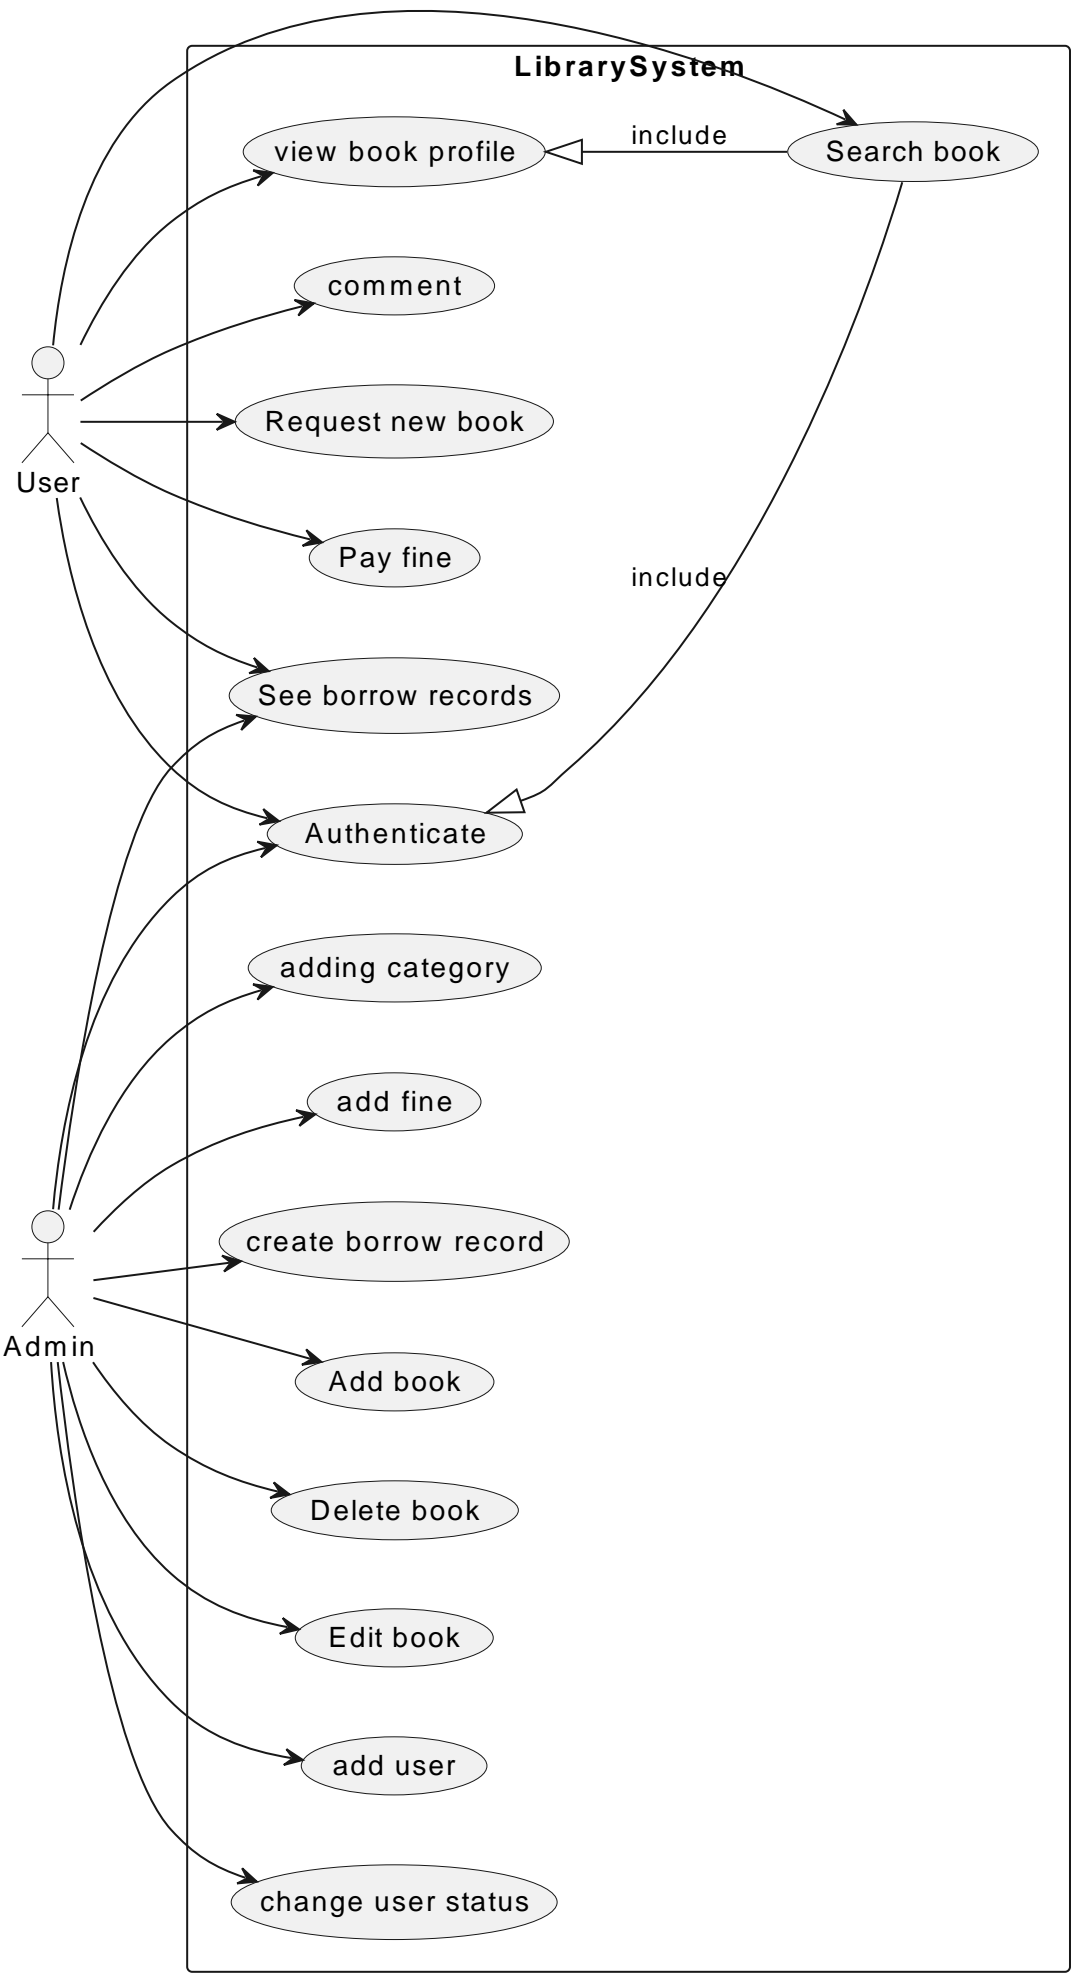 LibrarySystem
view book profile
include
Search book
comment
Request new book
User
Pay fine
include
See borrow records
Authenticate
adding category
add fine
create borrow record
Admin
Add book
Delete book
Edit book
add user
change user status